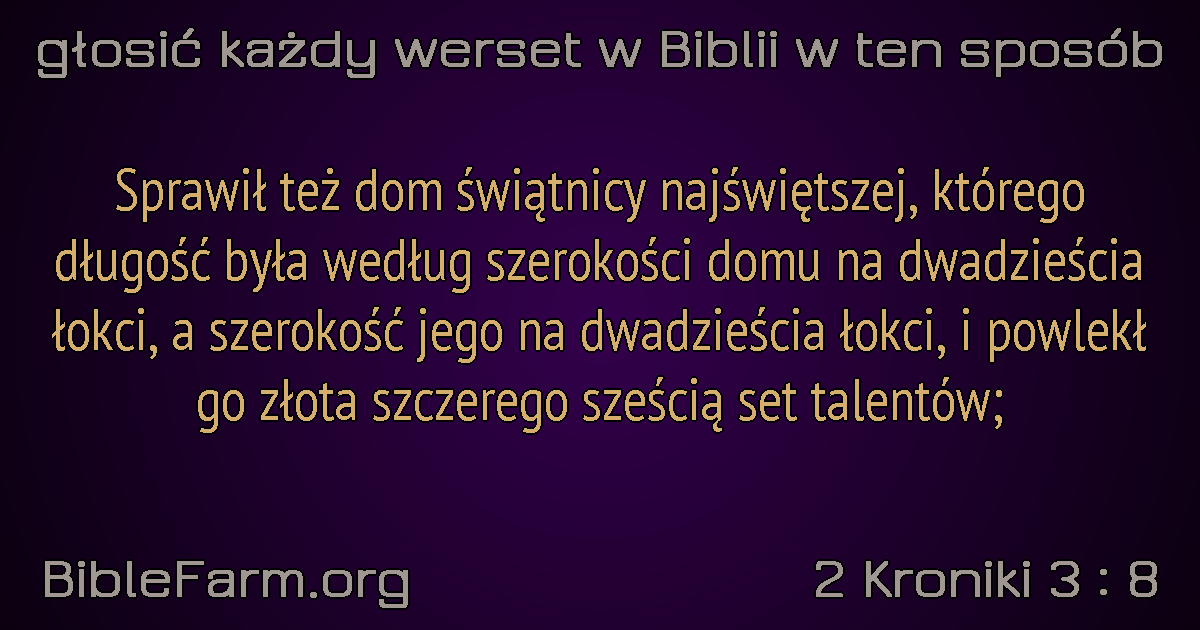 głosić każdy werset w Biblii w ten sposób
Sprawił też dom świątnicy najświętszej, którego
długość była według szerokości domu na dwadzieścia
łokci, a szerokość jego na dwadzieścia łokci, i powlekł
go złota szczerego sześcią set talentów;
BibleFarm.org
2 Kroniki 3 : 8